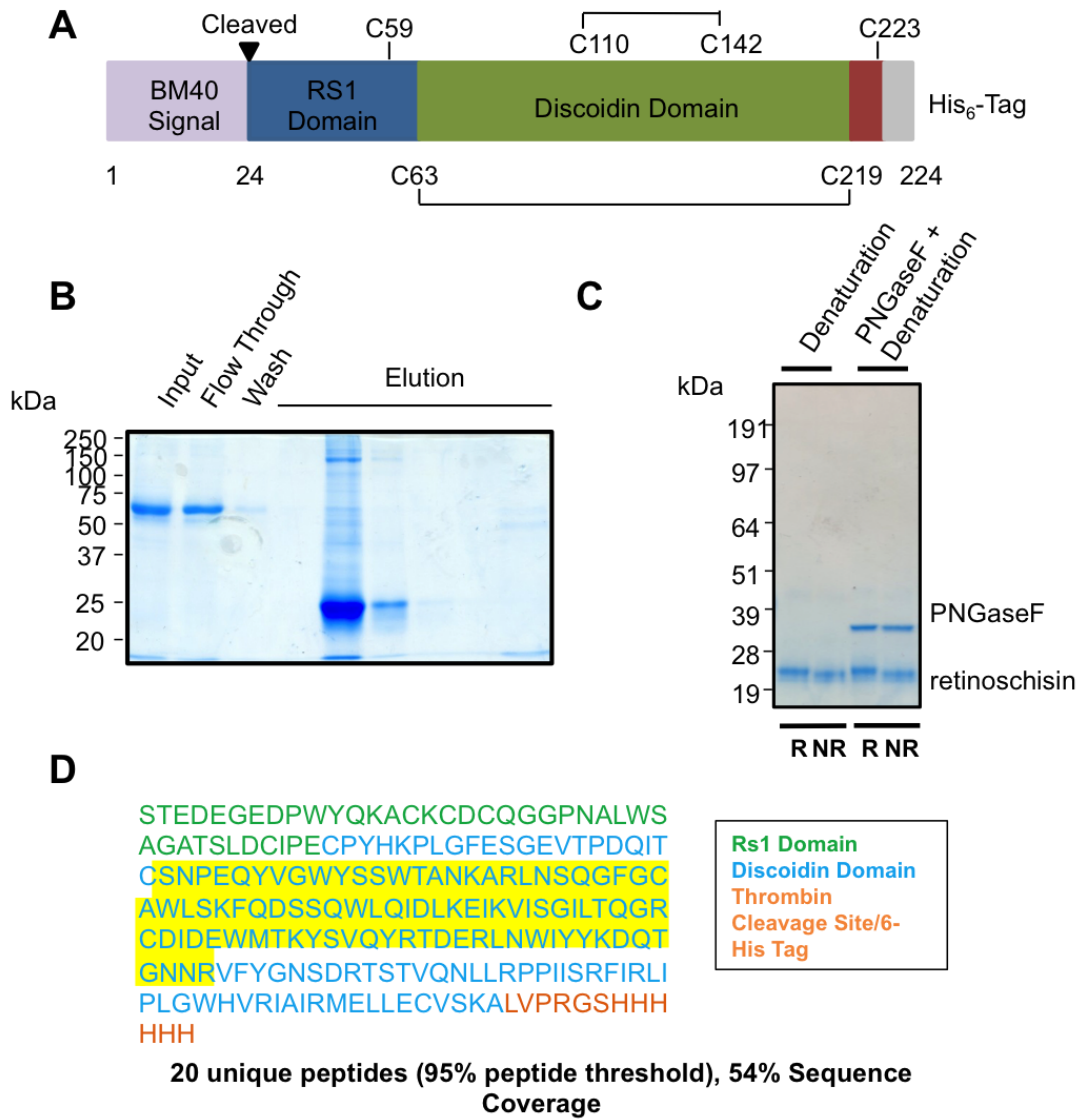 A
Cleaved
C59
C110
C142
C223
BM40
Signal
RS1
Domain
Discoidin Domain
His6-Tag
1
24
C63
C219
224
B
Input
Flow Through
Wash
Elution
kDa
250
150
100
75
50
37
25
20
C
Denaturation
PNGaseF +
Denaturation
kDa
191
97
64
51
39
28
19
PNGaseF
retinoschisin
R NR R NR
D
STEDEGEDPWYQKACKCDCQGGPNALWS
AGATSLDCIPECPYHKPLGFESGEVTPDQIT
CSNPEQYVGWYSSWTANKARLNSQGFGC
AWLSKFQDSSQWLQIDLKEIKVISGILTQGR
CDIDEWMTKYSVQYRTDERLNWIYYKDQT
GNNRVFYGNSDRTSTVQNLLRPPIISRFIRLI
PLGWHVRIAIRMELLECVSKALVPRGSHHH
HHH
Rs1 Domain
Discoidin Domain
Thrombin
Cleavage Site/6-
His Tag
20 unique peptides (95% peptide threshold), 54% Sequence
Coverage